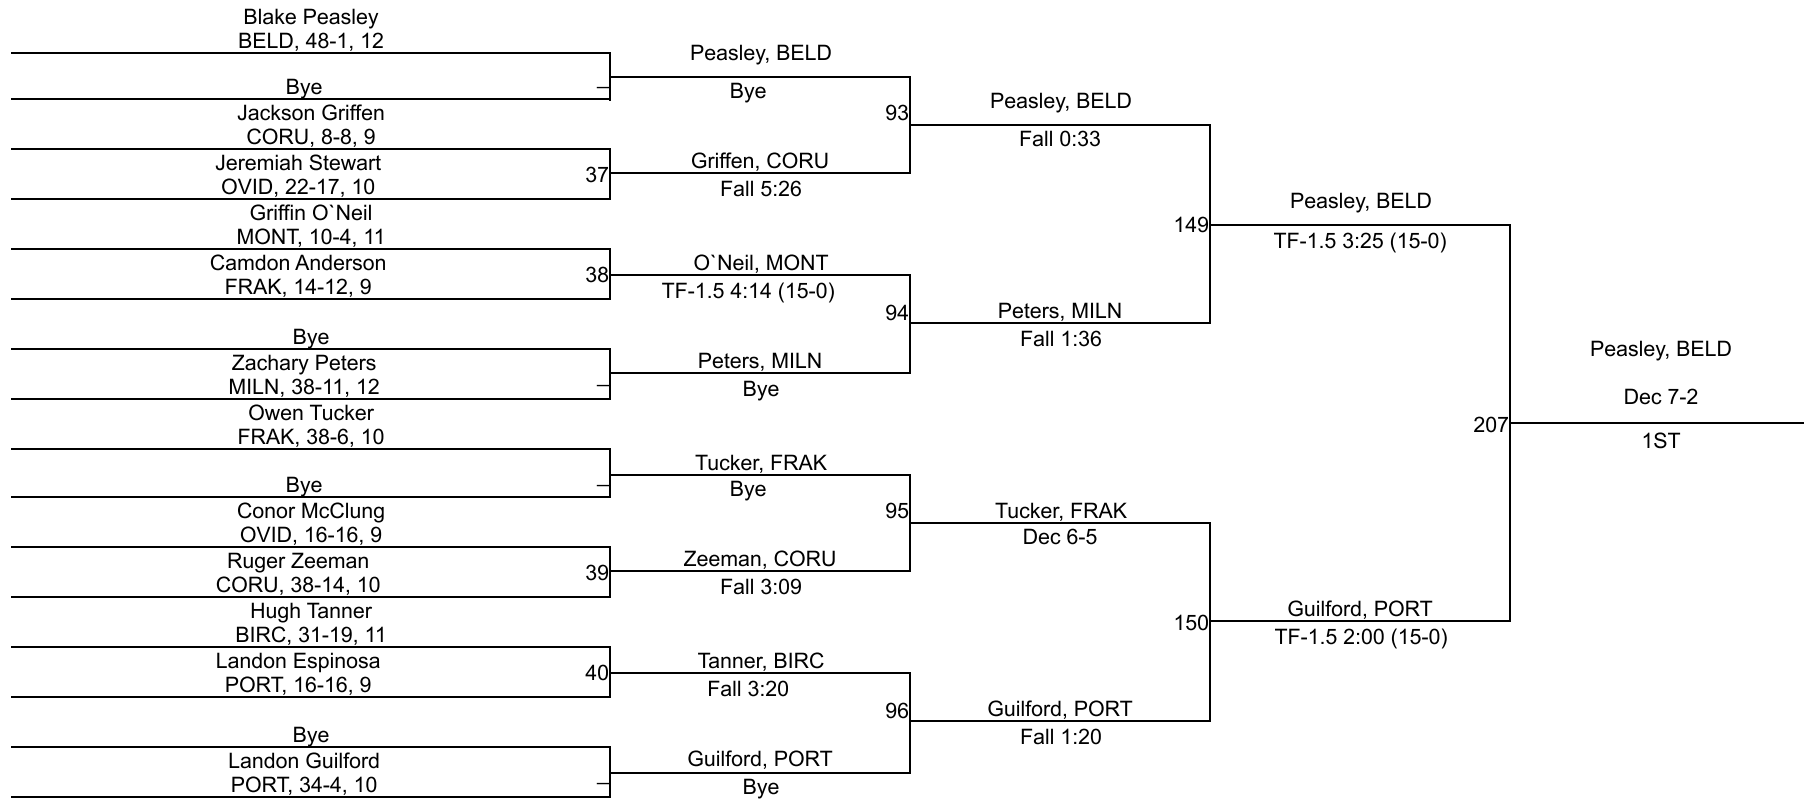 Blake Peasley
BELD, 48-1, 12
Bye
Jackson Griffen
CORU, 8-8, 9
Jeremiah Stewart
OVID, 22-17, 10
Griffin O`Neil
MONT, 10-4, 11
Camdon Anderson
FRAK, 14-12, 9
Bye
Zachary Peters
MILN, 38-11, 12
Owen Tucker
FRAK, 38-6, 10
Bye
Conor McClung
OVID, 16-16, 9
Ruger Zeeman
CORU, 38-14, 10
Hugh Tanner
BIRC, 31-19, 11
Landon Espinosa
PORT, 16-16, 9
Bye
Landon Guilford
PORT, 34-4, 10
Peasley, BELD
Bye
37
Griffen, CORU
Fall 5:26
38
O`Neil, MONT
TF-1.5 4:14 (15-0)
Peters, MILN
Bye
Tucker, FRAK
Bye
39
Zeeman, CORU
Fall 3:09
40
Tanner, BIRC
Fall 3:20
Guilford, PORT
Bye
93
Peasley, BELD
Fall 0:33
94
Peters, MILN
Fall 1:36
95
Tucker, FRAK
Dec 6-5
96
Guilford, PORT
Fall 1:20
149
Peasley, BELD
TF-1.5 3:25 (15-0)
150
Guilford, PORT
TF-1.5 2:00 (15-0)
207
Peasley, BELD
Dec 7-2
1ST